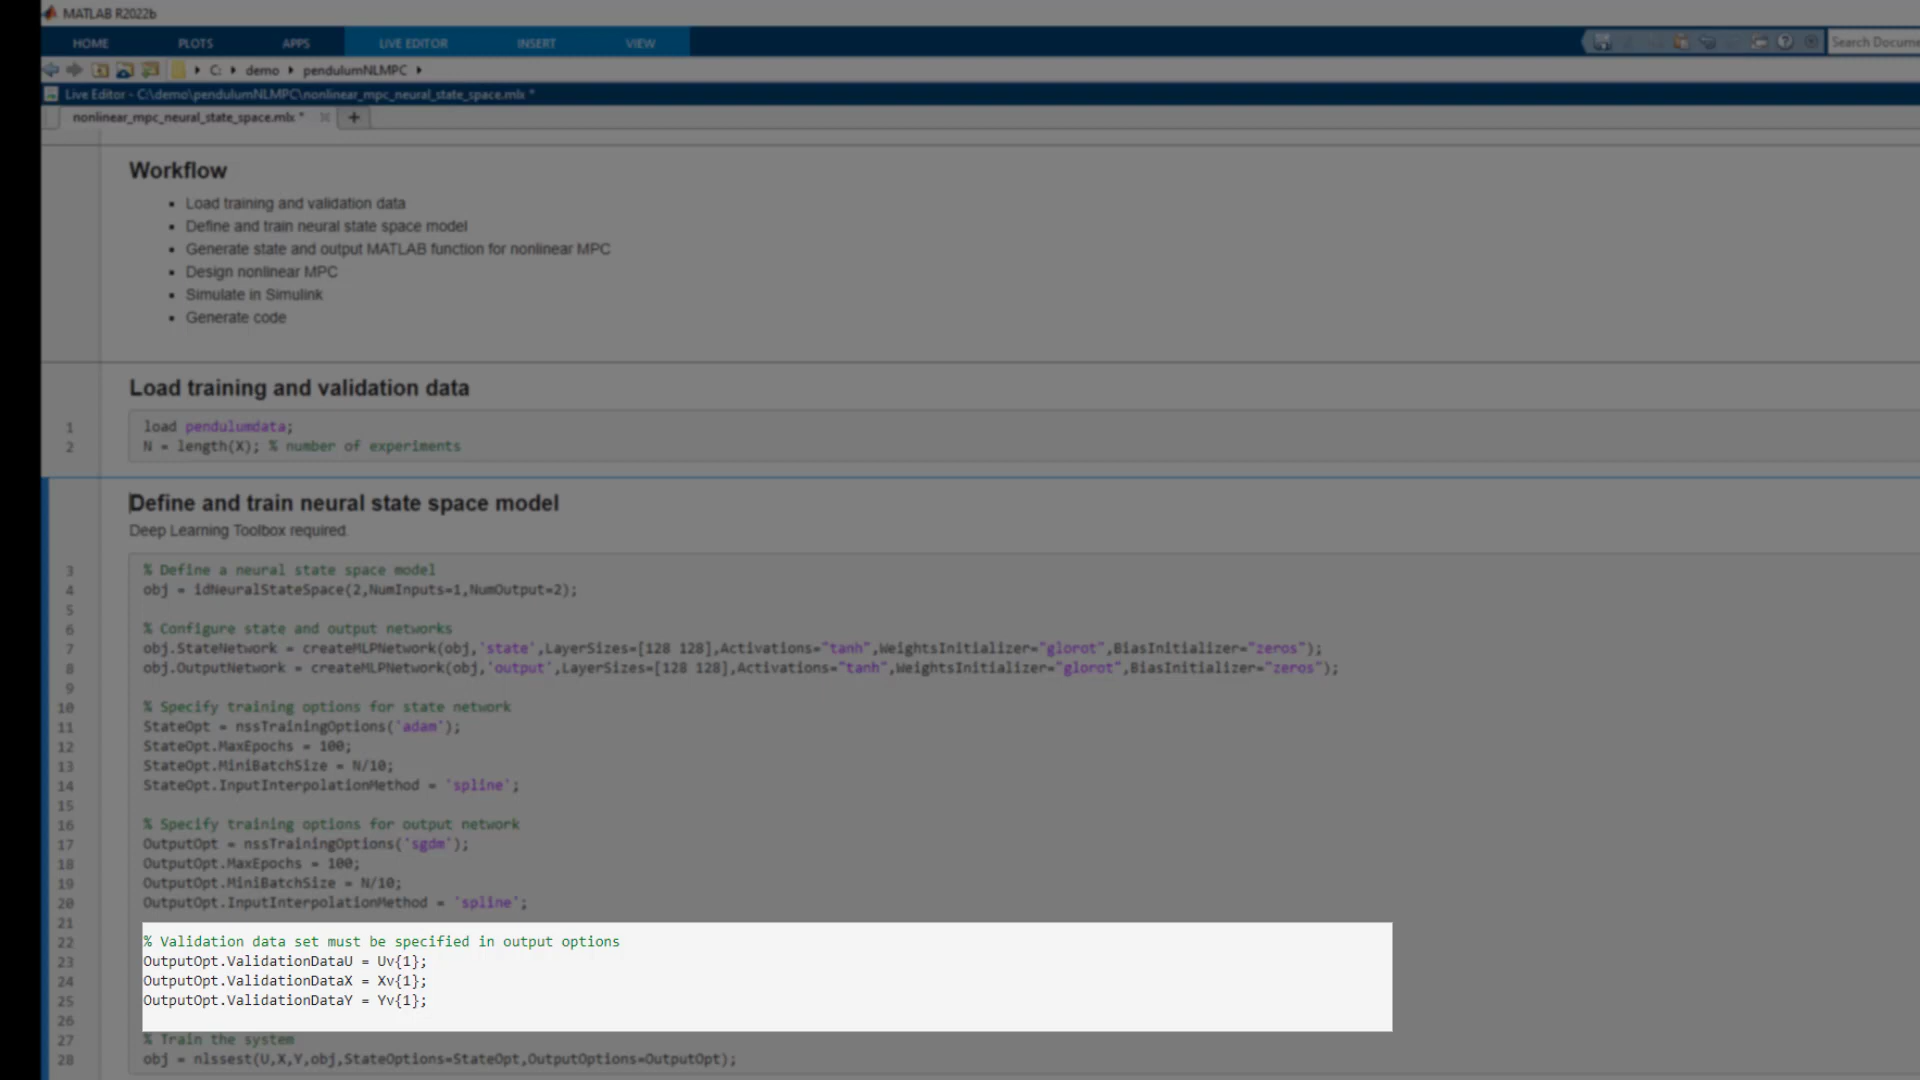 MATLAB R2022b
HOME PLOTS APPS LIVE EDITOR INSERT VIEW Search Docume
C: demo pendulumNLMPC
Live Editor - C:\demo\pendulumNLMPC\nonlinear_mpc_neural_state_space.mlx *
nonlinear_mpc_neural_state_space.mlx *
Workflow
Load training and validation data
Define and train neural state space model
Generate state and output MATLAB function for nonlinear MPC
Design nonlinear MPC
Simulate in Simulink
Generate code
Load training and validation data
1 load pendulumdata;
2 N = length(X); % number of experiments
Define and train neural state space model
Deep Learning Toolbox required.
3 % Define a neural state space model
4 obj = idNeuralStateSpace(2,NumInputs=1,NumOutput=2);
5
6 % Configure state and output networks
7 obj.StateNetwork = createMLPNetwork(obj,'state',LayerSizes=[128 128],Activations="tanh",WeightsInitializer="glorot",BiasInitializer="zeros");
8 obj.OutputNetwork = createMLPNetwork(obj,'output',LayerSizes=[128 128],Activations="tanh",WeightsInitializer="glorot",BiasInitializer="zeros");
9
10 % Specify training options for state network
11 StateOpt = nssTrainingOptions('adam');
12 StateOpt.MaxEpochs = 100;
13 StateOpt.MiniBatchSize = N/10;
14 StateOpt.InputInterpolationMethod = 'spline';
15
16 % Specify training options for output network
17 OutputOpt = nssTrainingOptions('sgdm');
18 OutputOpt.MaxEpochs = 100;
19 OutputOpt.MiniBatchSize = N/10;
20 OutputOpt.InputInterpolationMethod = 'spline';
21
22 % Validation data set must be specified in output options
23 OutputOpt.ValidationDataU = Uv{1};
24 OutputOpt.ValidationDataX = Xv{1};
25 OutputOpt.ValidationDataY = Yv{1};
26
27 % Train the system
28 obj = nlssest(U,X,Y,obj,StateOptions=StateOpt,OutputOptions=OutputOpt);